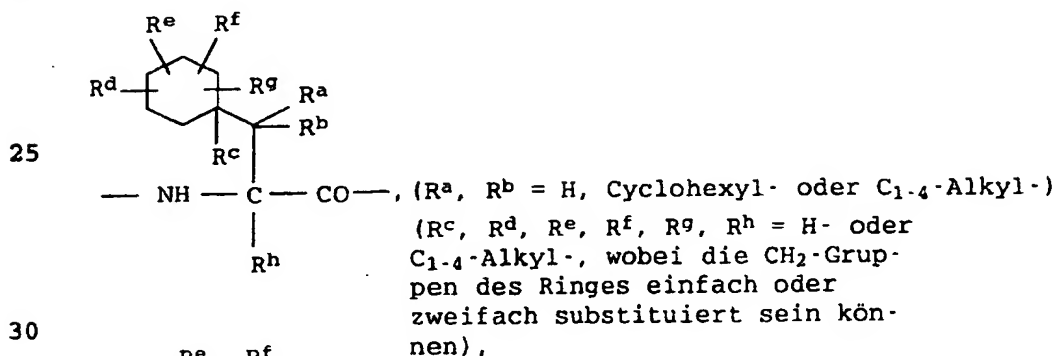 Rᵉ Rᶠ
Rᵈ Rᵍ Rᵃ
Rᵇ
25 Rᶜ
— NH — C — CO—, (Rᵃ, Rᵇ = H, Cyclohexyl- oder C₁₋₄-Alkyl-)
(Rᶜ, Rᵈ, Rᵉ, Rᶠ, Rᵍ, Rʰ = H- oder
Rʰ C₁₋₄-Alkyl-, wobei die CH₂-Grup-
pen des Ringes einfach oder
30 zweifach substituiert sein kön-
nen),